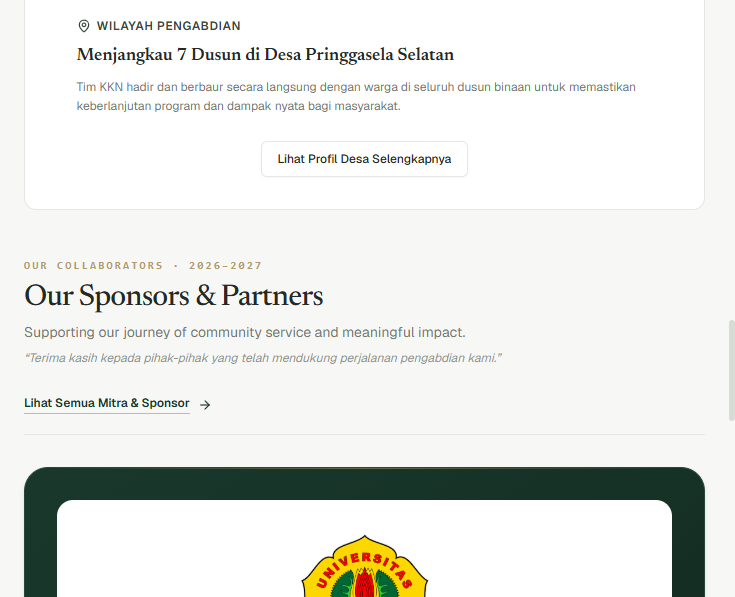 WILAYAH PENGABDIAN
Menjangkau 7 Dusun di Desa Pringgasela Selatan
Tim KKN hadir dan berbaur secara langsung dengan warga di seluruh dusun binaan untuk memastikan
keberlanjutan program dan dampak nyata bagi masyarakat.
Lihat Profil Desa Selengkapnya
OUR COLLABORATORS · 2026–2027
Our Sponsors & Partners
Supporting our journey of community service and meaningful impact.
“Terima kasih kepada pihak-pihak yang telah mendukung perjalanan pengabdian kami.”
Lihat Semua Mitra & Sponsor →
UNIVERSITAS